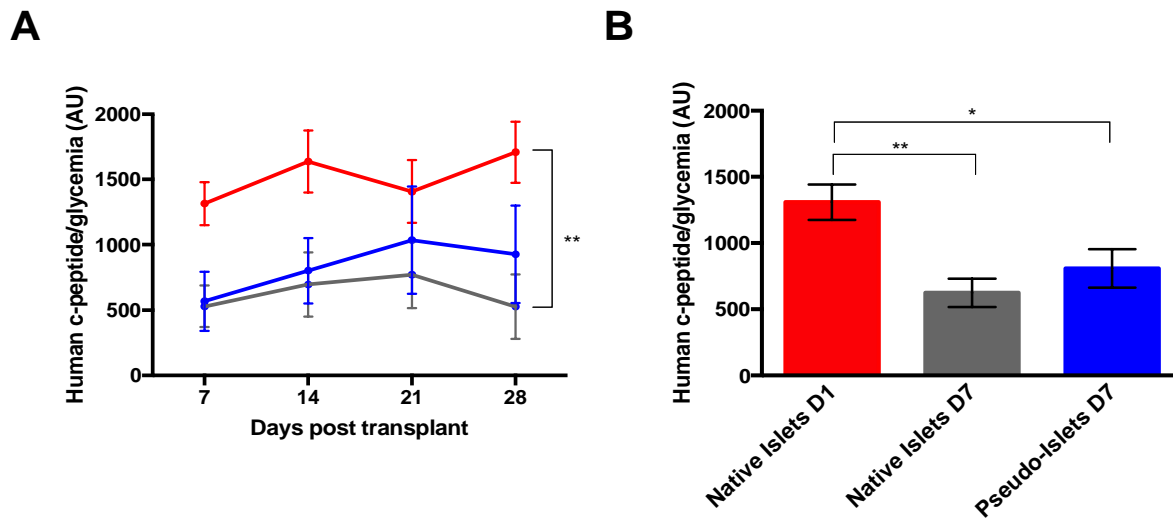 A
Human c-peptide/glycemia (AU)
2000
1500
1000
500
0
7 14 21 28
Days post transplant
**
B
Human c-peptide/glycemia (AU)
2000
1500
1000
500
0
*
**
Native Islets D1
Native Islets D7
Pseudo-Islets D7